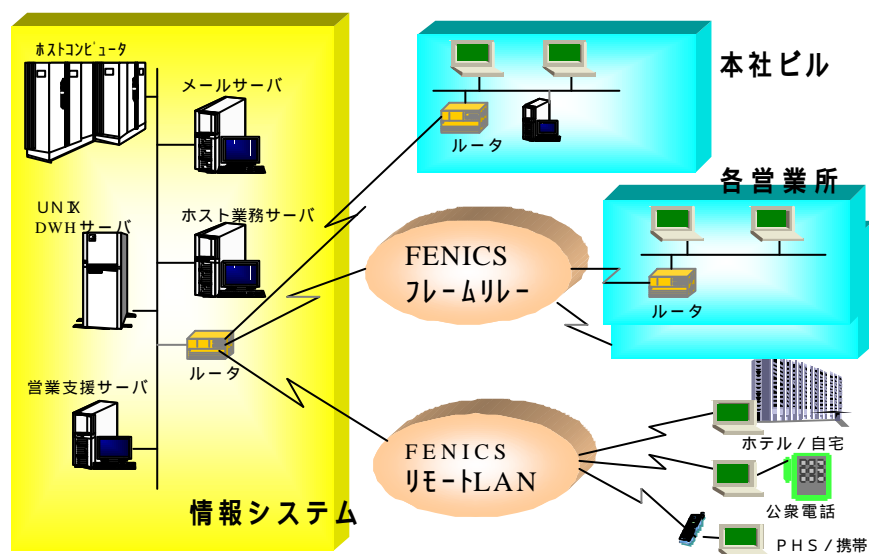 ホストコンピュータ
メールサーバ
UNIX
DWHサーバ
ホスト業務サーバ
ルータ
営業支援サーバ
情報システム
本社ビル
ルータ
各営業所
ルータ
FENICS
フレームリレー
FENICS
リモートLAN
ホテル/自宅
公衆電話
PHS/携帯